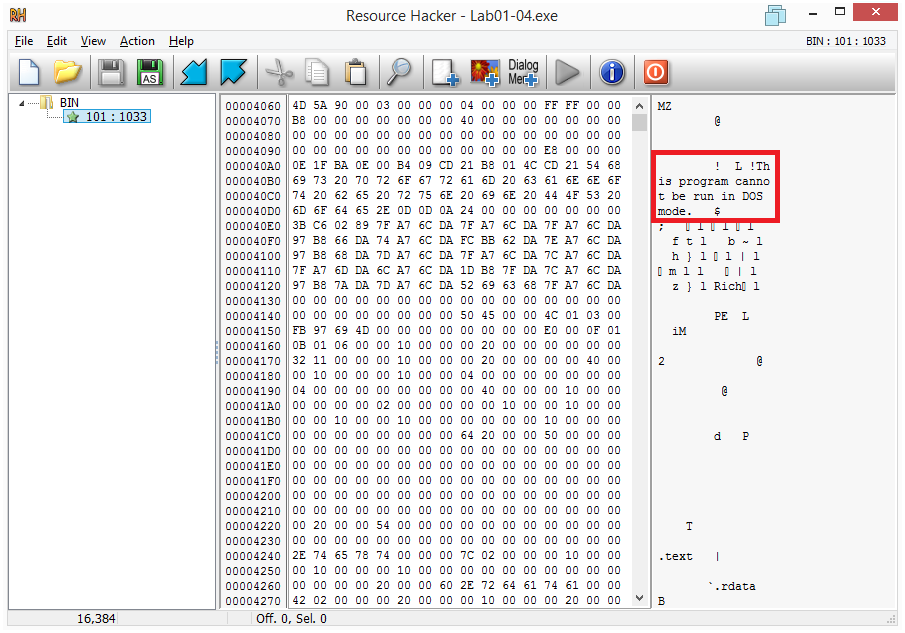 RH Resource Hacker - Lab01-04.exe
File Edit View Action Help BIN : 101 : 1033
AS Dialog
Menu
BIN
101 : 1033
00004060 4D 5A 90 00 03 00 00 00 04 00 00 00 FF FF 00 00 MZ
00004070 B8 00 00 00 00 00 00 00 40 00 00 00 00 00 00 00 @
00004080 00 00 00 00 00 00 00 00 00 00 00 00 00 00 00 00
00004090 00 00 00 00 00 00 00 00 00 00 00 00 E8 00 00 00
000040A0 0E 1F BA 0E 00 B4 09 CD 21 B8 01 4C CD 21 54 68 ! L !Th
000040B0 69 73 20 70 72 6F 67 72 61 6D 20 63 61 6E 6E 6F is program canno
000040C0 74 20 62 65 20 72 75 6E 20 69 6E 20 44 4F 53 20 t be run in DOS
000040D0 6D 6F 64 65 2E 0D 0D 0A 24 00 00 00 00 00 00 00 mode. $
000040E0 3B C6 02 89 7F A7 6C DA 7F A7 6C DA 7F A7 6C DA ; l l l
000040F0 97 B8 66 DA 74 A7 6C DA FC BB 62 DA 7E A7 6C DA f t l b ~ l
00004100 97 B8 68 DA 7D A7 6C DA 7F A7 6C DA 7C A7 6C DA h } l l | l
00004110 7F A7 6D DA 6C A7 6C DA 1D B8 7F DA 7C A7 6C DA m l l | l
00004120 97 B8 7A DA 7D A7 6C DA 52 69 63 68 7F A7 6C DA z } l Rich l
00004130 00 00 00 00 00 00 00 00 00 00 00 00 00 00 00 00
00004140 00 00 00 00 00 00 00 00 50 45 00 00 4C 01 03 00 PE L
00004150 FB 97 69 4D 00 00 00 00 00 00 00 00 E0 00 0F 01 iM
00004160 0B 01 06 00 00 10 00 00 00 20 00 00 00 00 00 00
00004170 32 11 00 00 00 10 00 00 00 20 00 00 00 00 40 00 2 @
00004180 00 10 00 00 00 10 00 00 04 00 00 00 00 00 00 00
00004190 04 00 00 00 00 00 00 00 00 40 00 00 00 10 00 00 @
000041A0 00 00 00 00 02 00 00 00 00 00 10 00 00 10 00 00
000041B0 00 00 10 00 00 10 00 00 00 00 00 00 10 00 00 00
000041C0 00 00 00 00 00 00 00 00 64 20 00 00 50 00 00 00 d P
000041D0 00 00 00 00 00 00 00 00 00 00 00 00 00 00 00 00
000041E0 00 00 00 00 00 00 00 00 00 00 00 00 00 00 00 00
000041F0 00 00 00 00 00 00 00 00 00 00 00 00 00 00 00 00
00004200 00 00 00 00 00 00 00 00 00 00 00 00 00 00 00 00
00004210 00 00 00 00 00 00 00 00 00 00 00 00 00 00 00 00
00004220 00 20 00 00 54 00 00 00 00 00 00 00 00 00 00 00 T
00004230 00 00 00 00 00 00 00 00 00 00 00 00 00 00 00 00
00004240 2E 74 65 78 74 00 00 00 7C 02 00 00 00 10 00 00 .text |
00004250 00 10 00 00 00 10 00 00 00 00 00 00 00 00 00 00
00004260 00 00 00 00 20 00 00 60 2E 72 64 61 74 61 00 00 `.rdata
00004270 42 02 00 00 00 20 00 00 00 10 00 00 00 20 00 00 B
16,384 Off. 0, Sel. 0